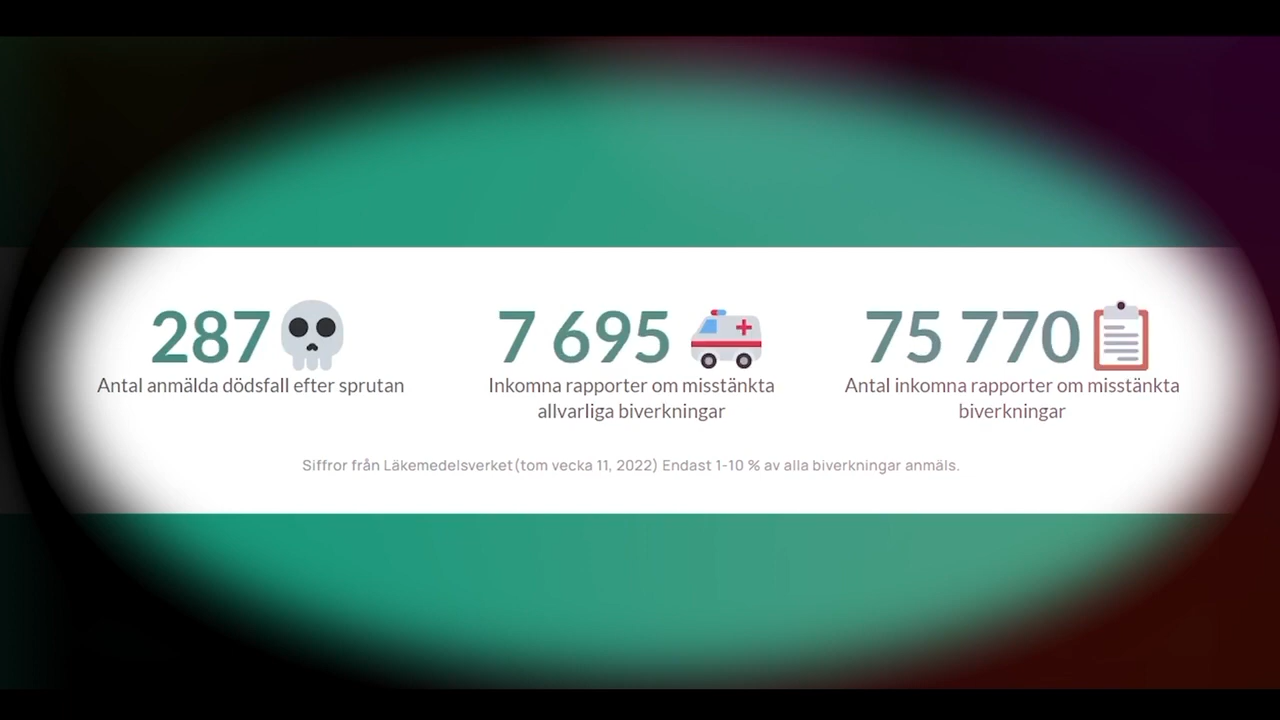 287
Antal anmälda dödsfall efter sprutan
7 695
Inkomna rapporter om misstänkta
allvarliga biverkningar
75 770
Antal inkomna rapporter om misstänkta
biverkningar
Siffror från Läkemedelsverket(tom vecka 11, 2022) Endast 1-10 % av alla biverkningar anmäls.